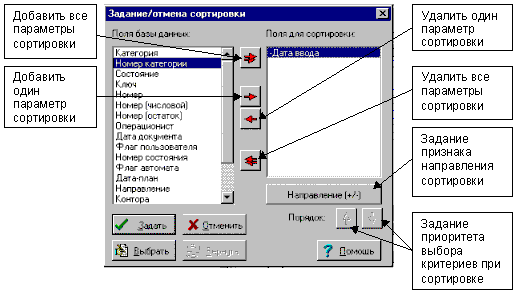 Добавить все
параметры
сортировки
Добавить
один
параметр
сортировки
Задание/отмена сортировки
Поля базы данных:
Категория
Номер категории
Состояние
Ключ
Номер
Номер (числовой)
Номер (остаток)
Операционист
Дата документа
Флаг пользователя
Номер состояния
Флаг автомата
Дата-план
Направление
Контора
Поля для сортировки:
-Дата ввода
Направление (+/-)
Порядок:
Задать
Отменить
Выбрать
Вернуть
Помощь
Удалить один
параметр
сортировки
Удалить все
параметры
сортировки
Задание
признака
направления
сортировки
Задание
приоритета
выбора
критериев при
сортировке